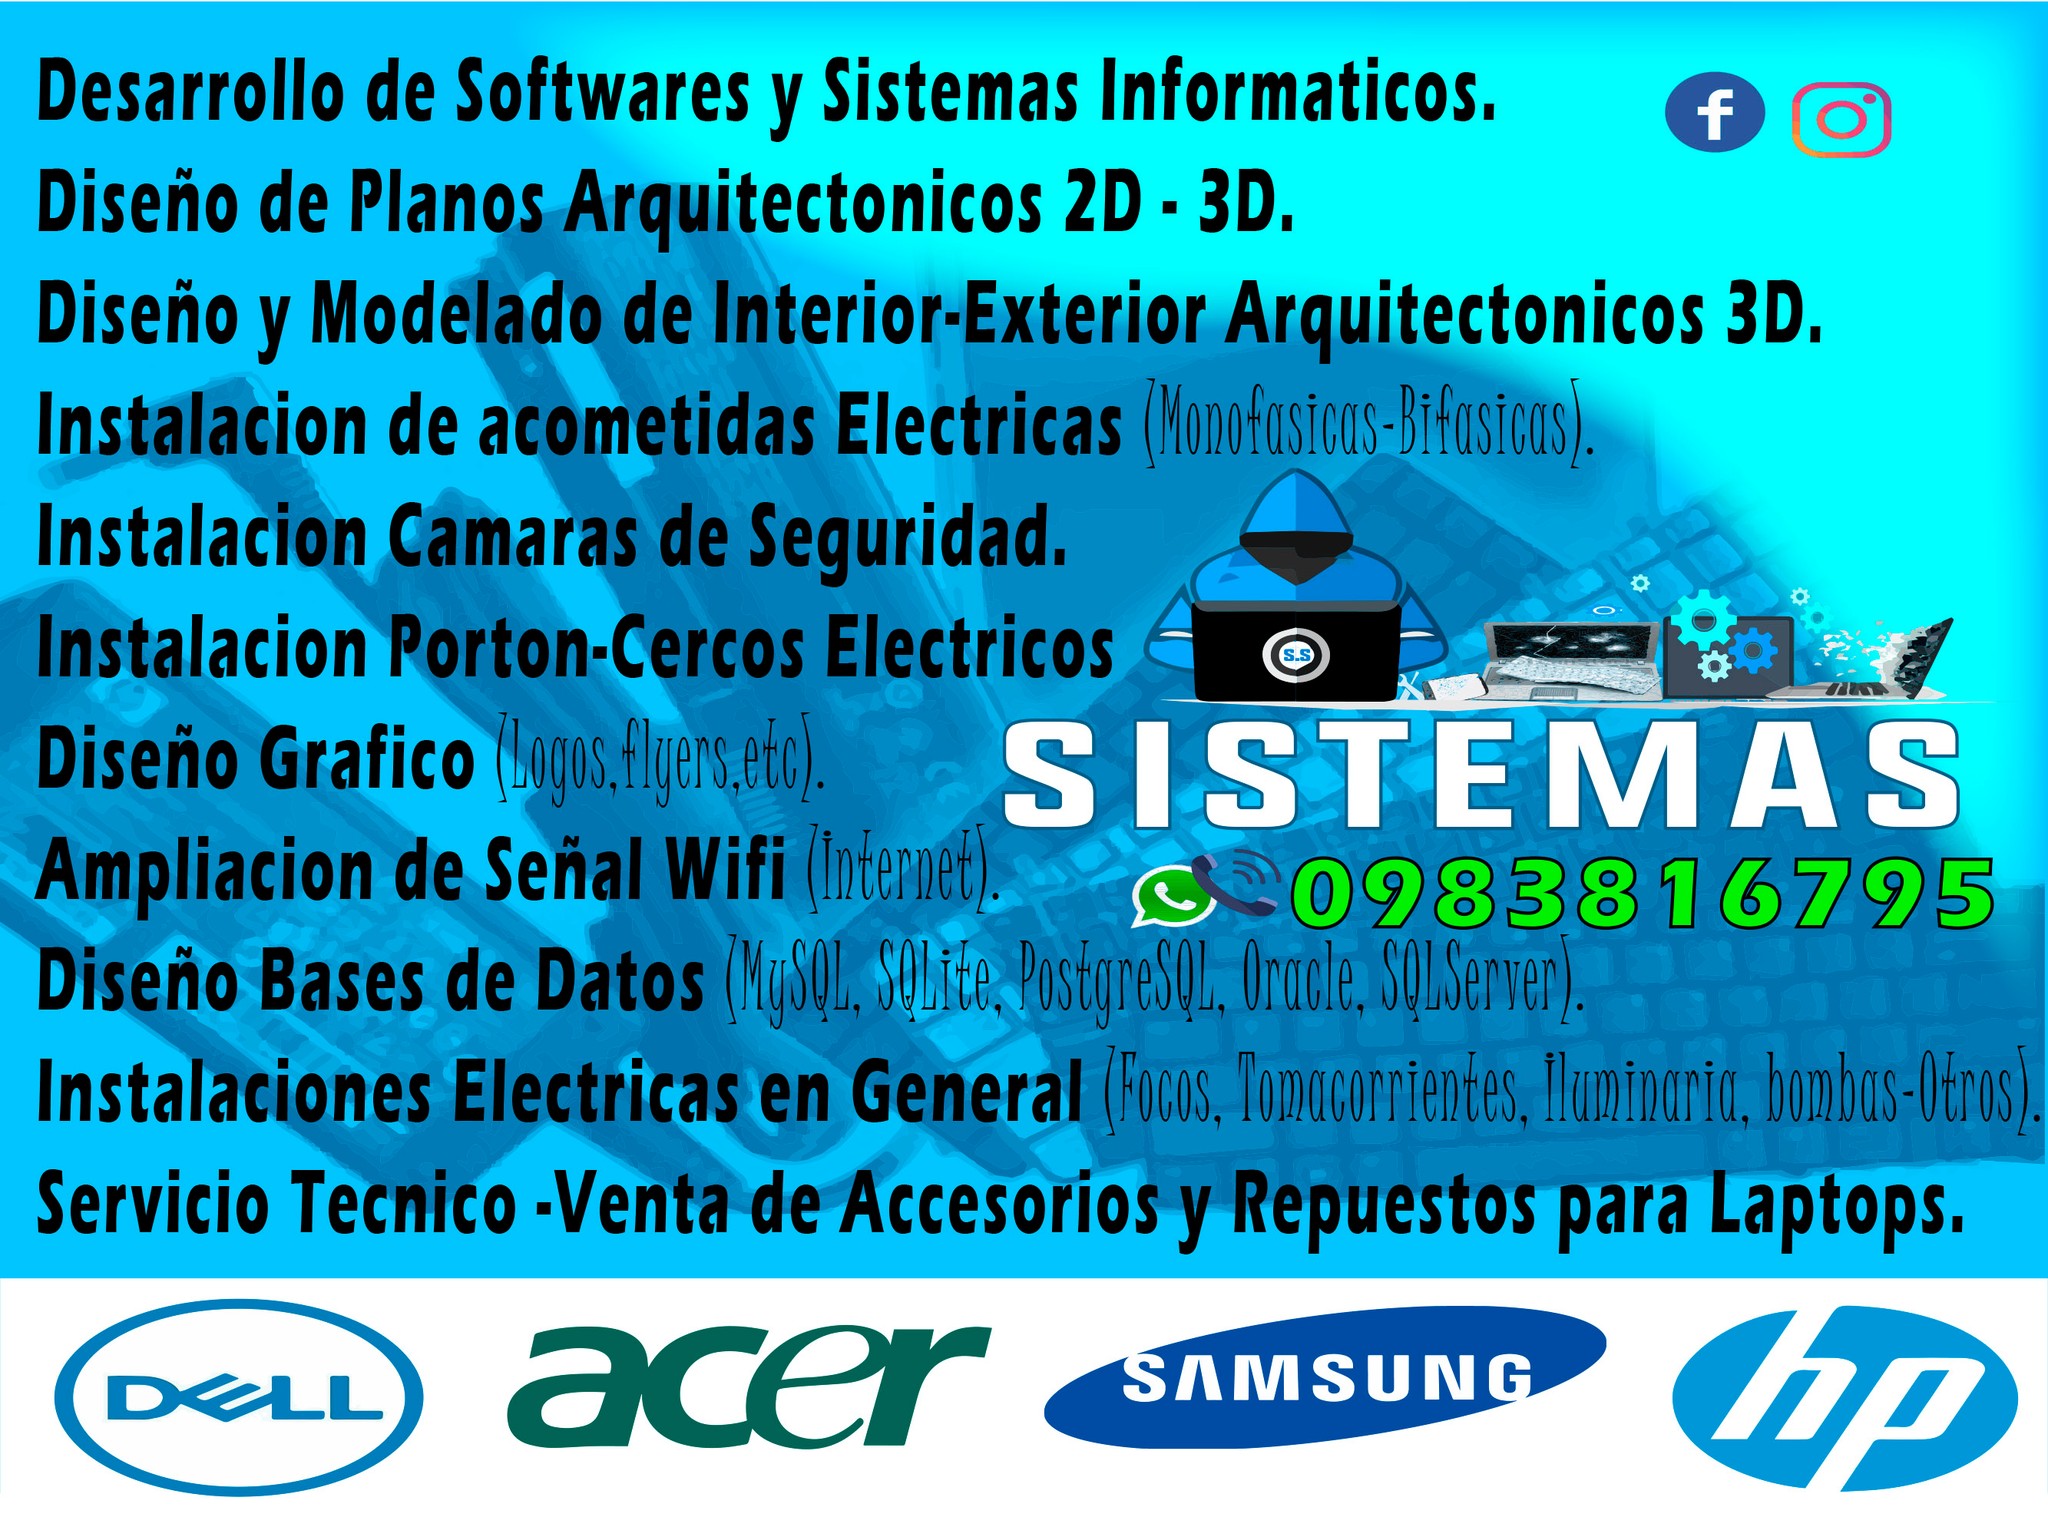 Desarrollo de Softwares y Sistemas Informaticos.
Diseño de Planos Arquitectonicos 2D - 3D.
Diseño y Modelado de Interior-Exterior Arquitectonicos 3D.
Instalacion de acometidas Electricas (Monofasicas-Bifasicas).
Instalacion Camaras de Seguridad.
Instalacion Porton-Cercos Electricos
Diseño Grafico (Logos,flyers,etc).
Ampliacion de Señal Wifi (Internet).
Diseño Bases de Datos (MySQL, SQLite, PostgreSQL, Oracle, SQLServer).
Instalaciones Electricas en General (Focos, Tomacorrientes, Iluminaria, bombas-Otros).
Servicio Tecnico -Venta de Accesorios y Repuestos para Laptops.
f
S.S
SISTEMAS
0983816795
DELL
acer
SAMSUNG
hp